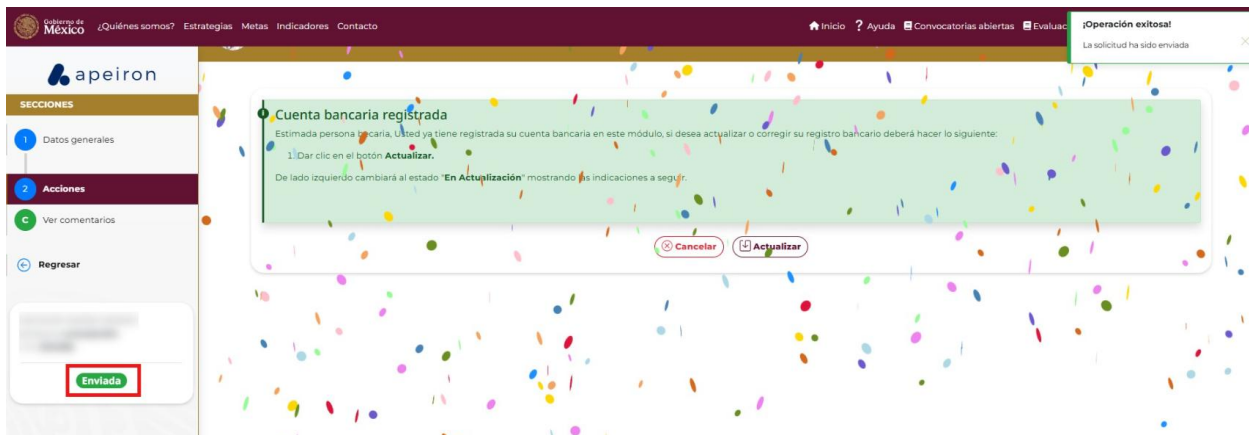 Gobierno de
México
¿Quiénes somos? Estrategias Metas Indicadores Contacto
Inicio ? Ayuda Convocatorias abiertas Evaluac
¡Operación exitosa!
La solicitud ha sido enviada
apeiron
SECCIONES
1 Datos generales
2 Acciones
C Ver comentarios
Regresar
Enviada
Cuenta bancaria registrada
Estimada persona becaria, Usted ya tiene registrada su cuenta bancaria en este módulo, si desea actualizar o corregir su registro bancario deberá hacer lo siguiente:
1. Dar clic en el botón Actualizar.
De lado izquierdo cambiará al estado "En Actualización" mostrando las indicaciones a seguir.
Cancelar
Actualizar